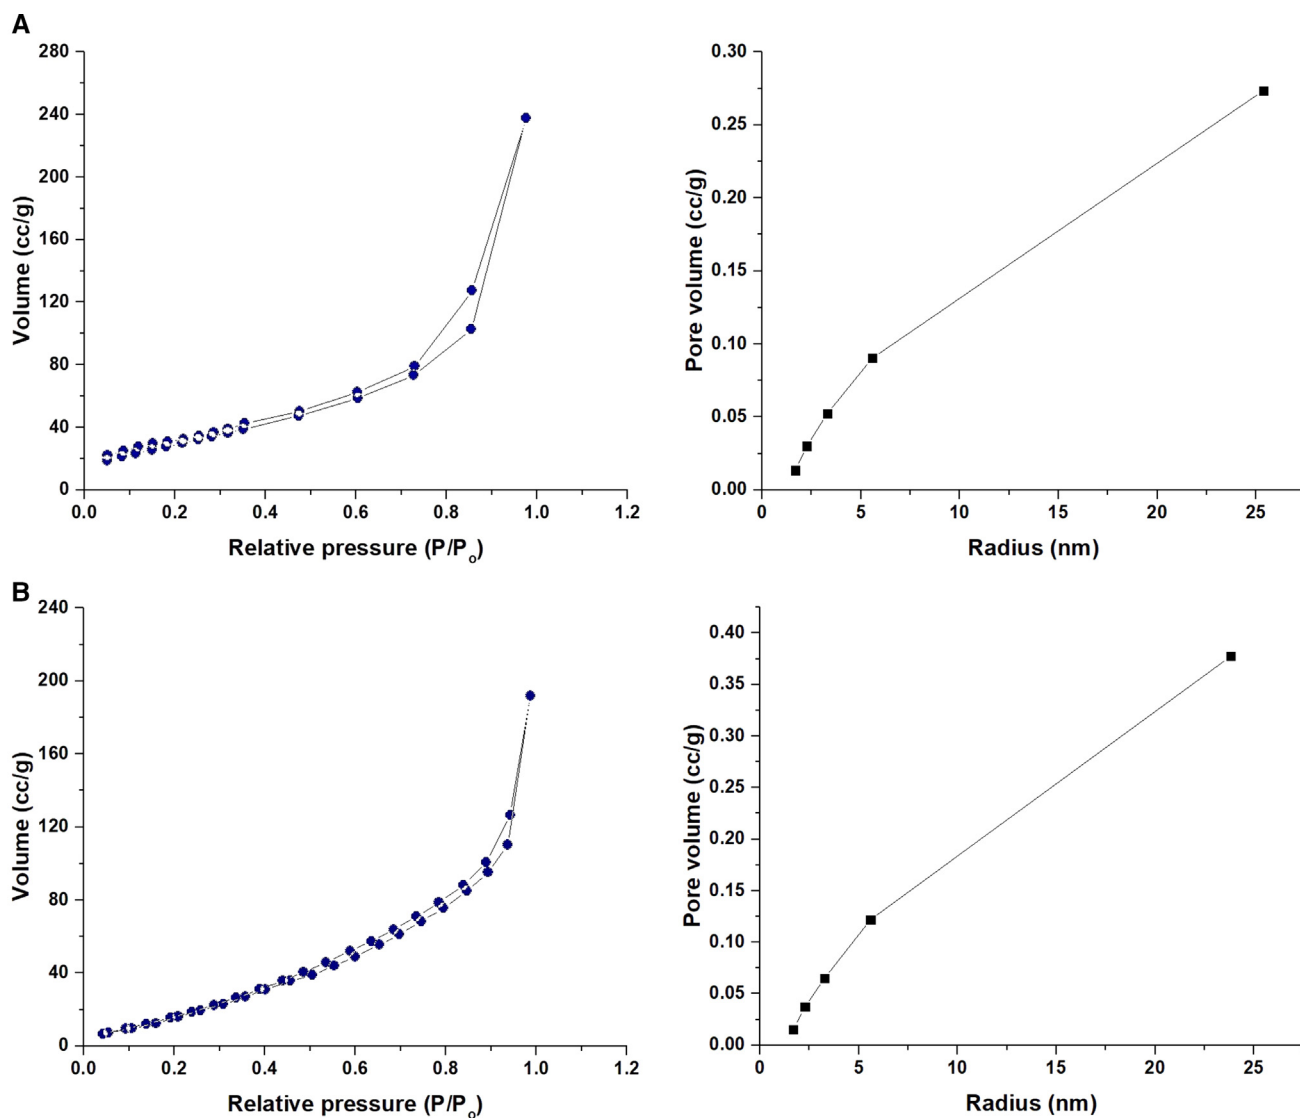 A
280
240
200
160
120
80
40
0
0.0 0.2 0.4 0.6 0.8 1.0 1.2
Volume (cc/g)
Relative pressure (P/Po)
0.30
0.25
0.20
0.15
0.10
0.05
0.00
0 5 10 15 20 25
Pore volume (cc/g)
Radius (nm)
B
240
200
160
120
80
40
0
0.0 0.2 0.4 0.6 0.8 1.0 1.2
Volume (cc/g)
Relative pressure (P/Po)
0.40
0.35
0.30
0.25
0.20
0.15
0.10
0.05
0.00
0 5 10 15 20 25
Pore volume (cc/g)
Radius (nm)